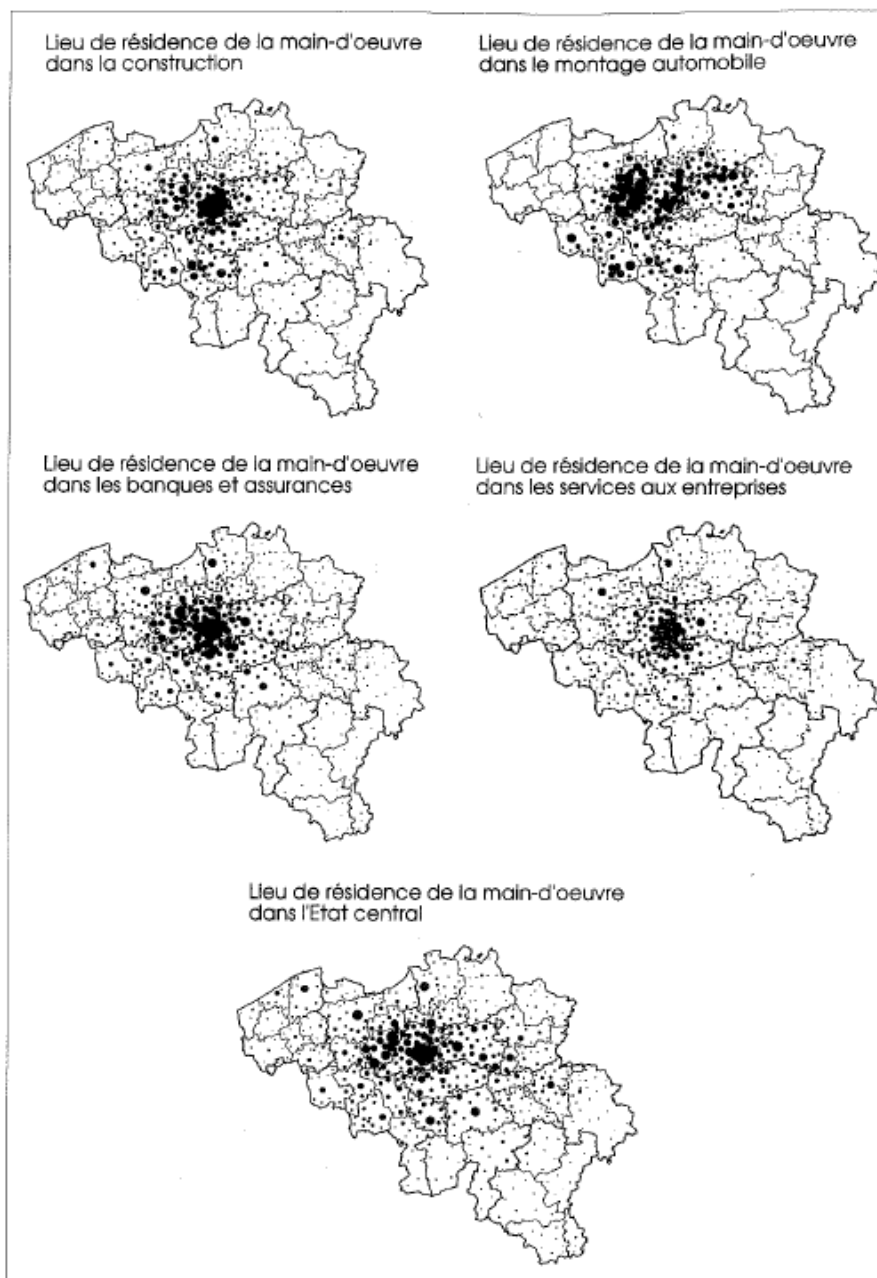 Lieu de résidence de la main-d'oeuvre
dans la construction
Lieu de résidence de la main-d'oeuvre
dans le montage automobile
Lieu de résidence de la main-d'oeuvre
dans les banques et assurances
Lieu de résidence de la main-d'oeuvre
dans les services aux entreprises
Lieu de résidence de la main-d'oeuvre
dans l'Etat central